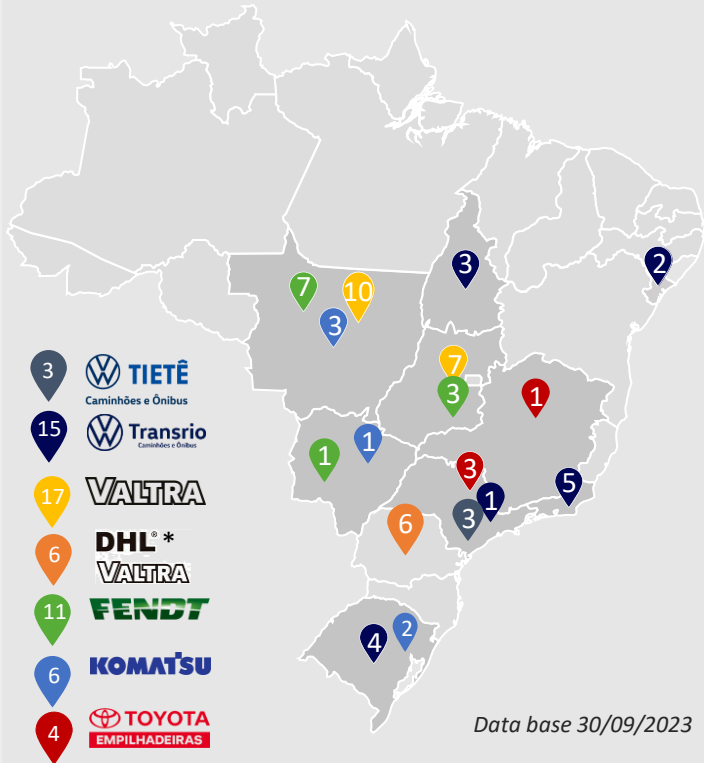 3
2
7
10
3
7
3
1
3
TIETÊ
Caminhões e Ônibus
15
Transrio
Caminhões e Ônibus
1
1
3
1
5
3
17
VALTRA
6
6
DHL® *
VALTRA
11
FENDT
4
2
6
KOMATSU
4
TOYOTA
EMPILHADEIRAS
Data base 30/09/2023